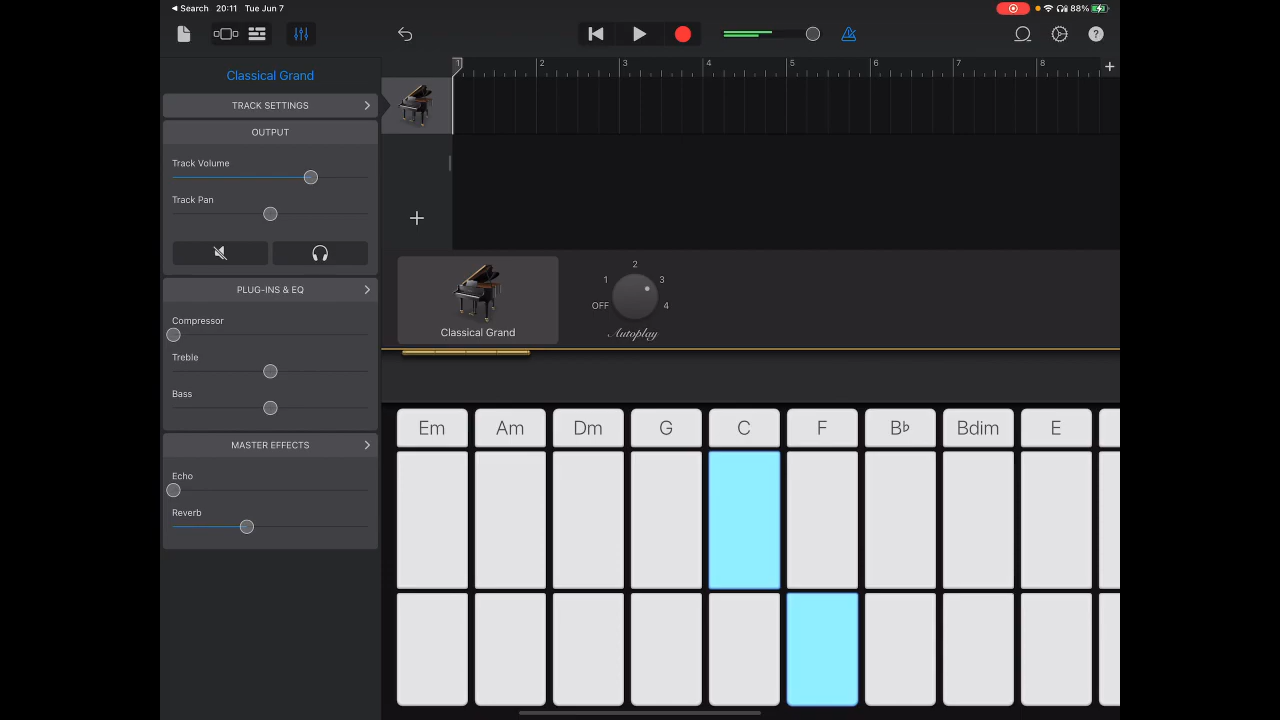 Search 20:11 Tue Jun 7 88%
Classical Grand
TRACK SETTINGS
OUTPUT
Track Volume
Track Pan
PLUG-INS & EQ
Compressor
Treble
Bass
MASTER EFFECTS
Echo
Reverb
1 2 3 4 5 6 7 8 +
+
Classical Grand
OFF 1 2 3 4
Autoplay
Em Am Dm G C F B♭ Bdim E
?